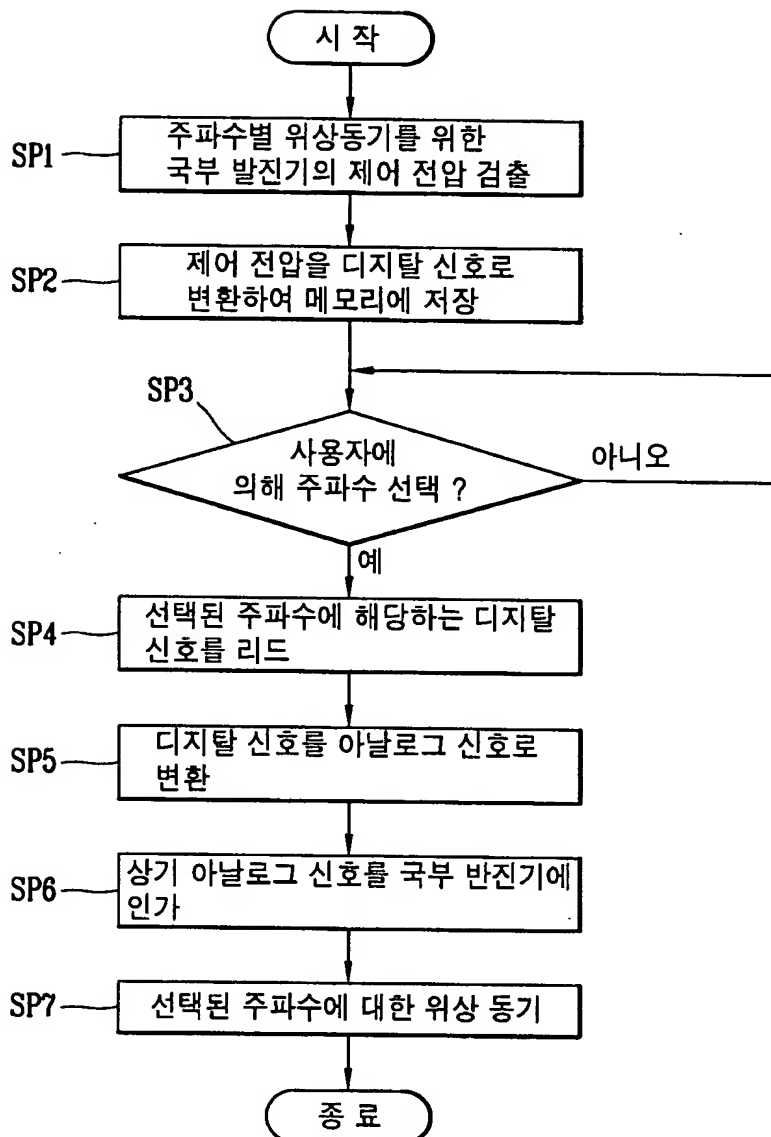 시 작
SP1
주파수별 위상동기를 위한
국부 발진기의 제어 전압 검출
SP2
제어 전압을 디지탈 신호로
변환하여 메모리에 저장
SP3
사용자에
의해 주파수 선택 ?
아니오
예
SP4
선택된 주파수에 해당하는 디지탈
신호를 리드
SP5
디지탈 신호를 아날로그 신호로
변환
SP6
상기 아날로그 신호를 국부 반진기에
인가
SP7
선택된 주파수에 대한 위상 동기
종 료